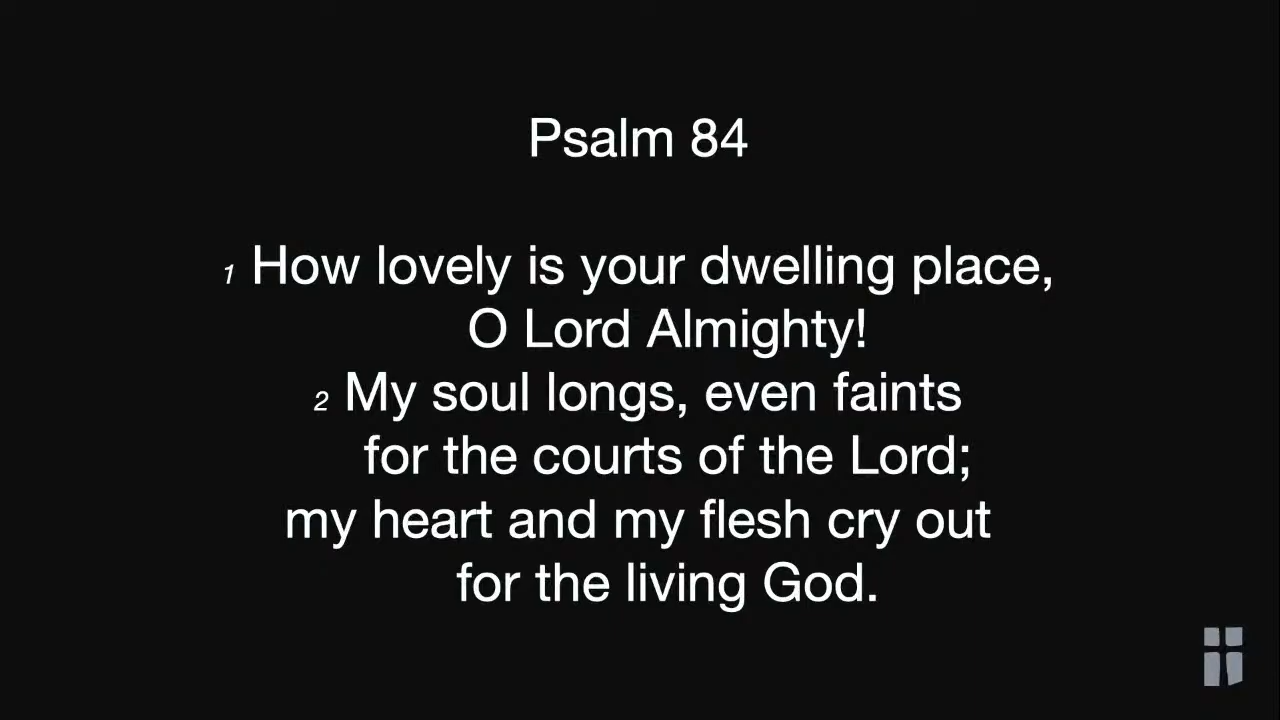 Psalm 84
1 How lovely is your dwelling place,
O Lord Almighty!
2 My soul longs, even faints
for the courts of the Lord;
my heart and my flesh cry out
for the living God.